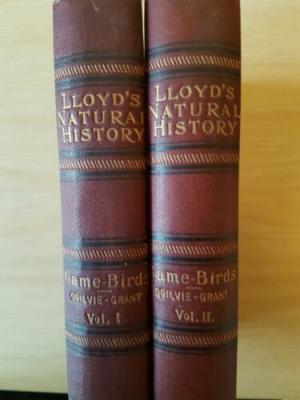 LLOYD'S
NATURAL
HISTORY
Game-Birds
OGILVIE-GRANT
Vol. I
LLOYD'S
NATURAL
HISTORY
Game-Birds
OGILVIE-GRANT
Vol. II.